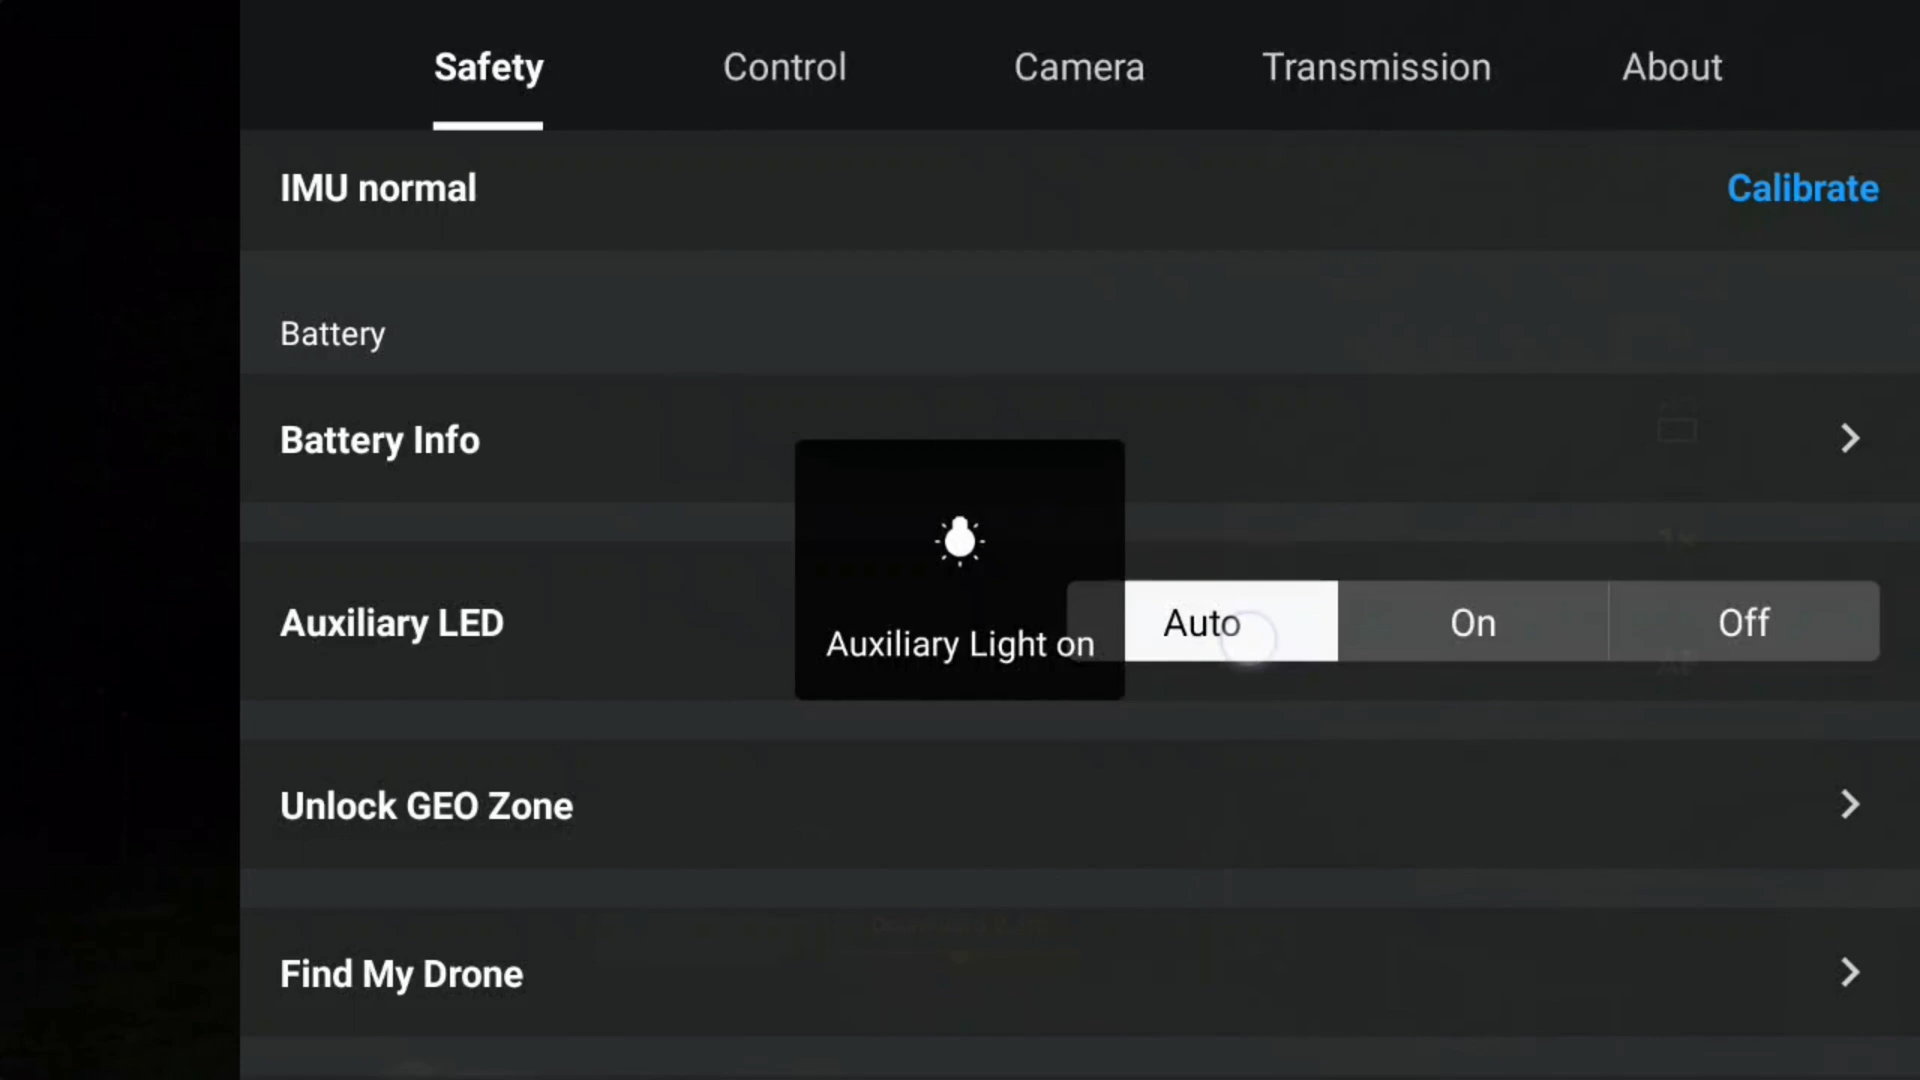 Safety Control Camera Transmission About
IMU normal Calibrate
Battery
Battery Info
Auxiliary LED Auto On Off
Auxiliary Light on
Unlock GEO Zone
Find My Drone